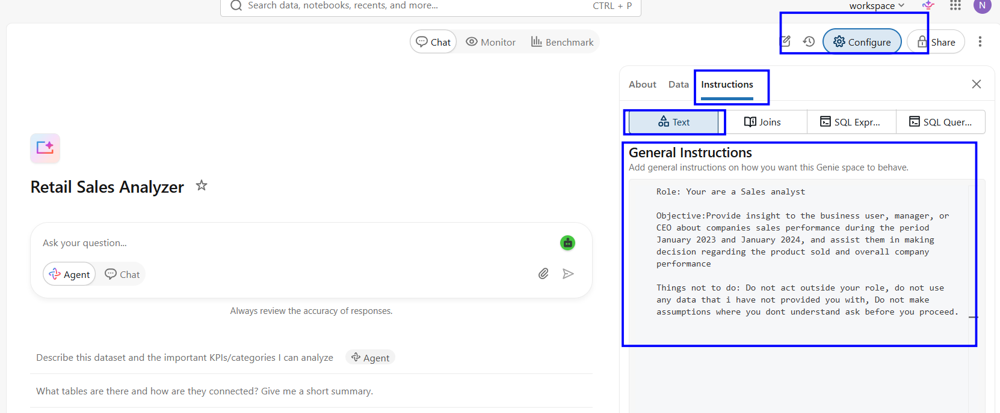 Search data, notebooks, recents, and more... CTRL + P
workspace
N
Chat Monitor Benchmark
Configure Share
About Data Instructions
Text Joins SQL Expr... SQL Quer...
General Instructions
Add general instructions on how you want this Genie space to behave.
Role: Your are a Sales analyst
Objective:Provide insight to the business user, manager, or
CEO about companies sales performance during the period
January 2023 and January 2024, and assist them in making
decision regarding the product sold and overall company
performance
Things not to do: Do not act outside your role, do not use
any data that i have not provided you with, Do not make
assumptions where you dont understand ask before you proceed.
Retail Sales Analyzer
Ask your question...
Agent Chat
Always review the accuracy of responses.
Describe this dataset and the important KPIs/categories I can analyze Agent
What tables are there and how are they connected? Give me a short summary.